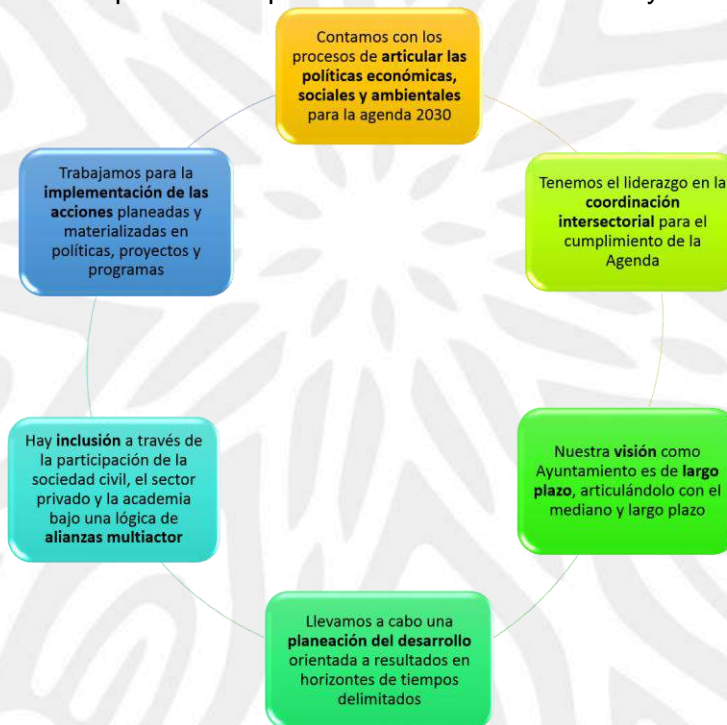 Contamos con los
procesos de articular las
políticas económicas,
sociales y ambientales
para la agenda 2030
Tenemos el liderazgo en la
coordinación
intersectorial para el
cumplimiento de la
Agenda
Nuestra visión como
Ayuntamiento es de largo
plazo, articulándolo con el
mediano y largo plazo
Llevamos a cabo una
planeación del desarrollo
orientada a resultados en
horizontes de tiempos
delimitados
Hay inclusión a través de
la participación de la
sociedad civil, el sector
privado y la academia
bajo una lógica de
alianzas multiactor
Trabajamos para la
implementación de las
acciones planeadas y
materializadas en
políticas, proyectos y
programas